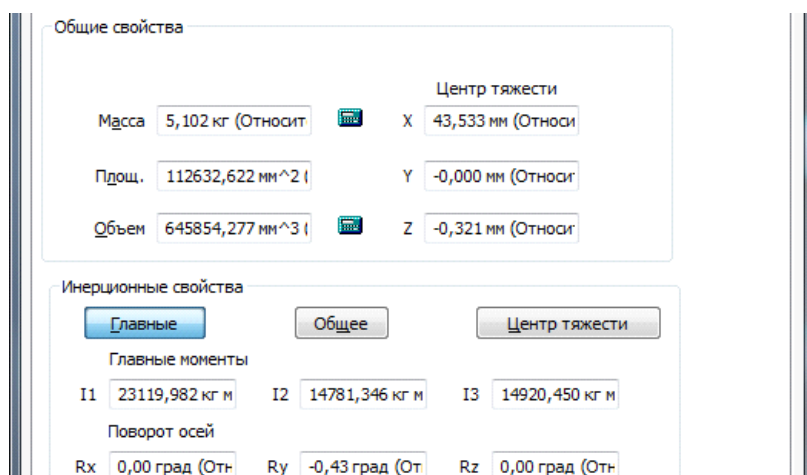 Общие свойства
Центр тяжести
Масса 5,102 кг (Относит X 43,533 мм (Относи
Площ. 112632,622 мм^2 ( Y -0,000 мм (Относит
Объем 645854,277 мм^3 ( Z -0,321 мм (Относит
Инерционные свойства
Главные Общее Центр тяжести
Главные моменты
I1 23119,982 кг м I2 14781,346 кг м I3 14920,450 кг м
Поворот осей
Rx 0,00 град (Отн Ry -0,43 град (От Rz 0,00 град (Отн